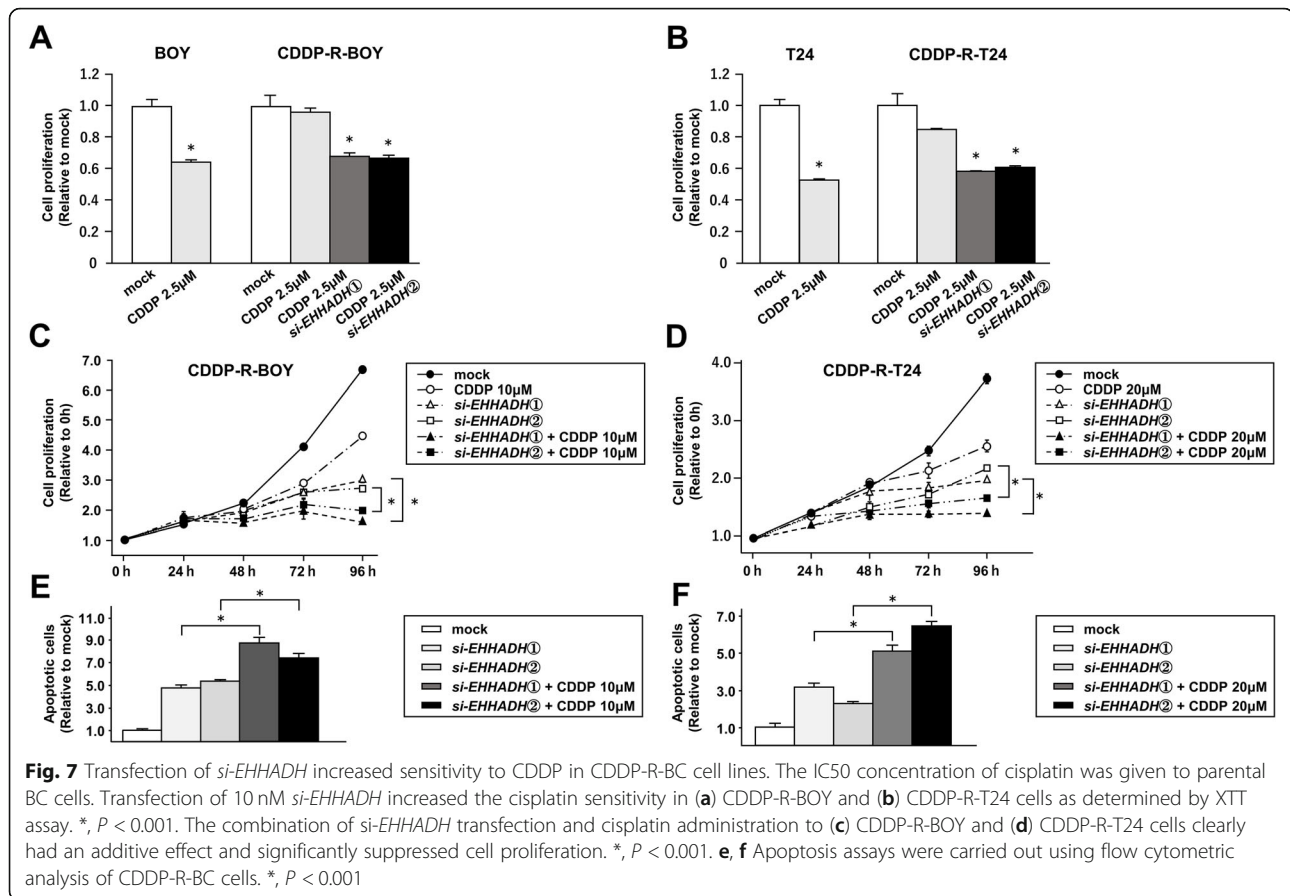 A
BOY
CDDP-R-BOY
Cell proliferation
(Relative to mock)
1.2
1.0
0.8
0.6
0.4
0.2
0
*
*
*
mock
CDDP 2.5µM
mock
CDDP 2.5µM
CDDP 2.5µM
si-EHHADH①
CDDP 2.5µM
si-EHHADH②
B
T24
CDDP-R-T24
Cell proliferation
(Relative to mock)
1.2
1.0
0.8
0.6
0.4
0.2
0
*
*
*
mock
CDDP 2.5µM
mock
CDDP 2.5µM
CDDP 2.5µM
si-EHHADH①
CDDP 2.5µM
si-EHHADH②
C
CDDP-R-BOY
Cell proliferation
(Relative to 0h)
7.0
6.0
5.0
4.0
3.0
2.0
1.0
0 h 24 h 48 h 72 h 96 h
*
*
mock
CDDP 10µM
si-EHHADH①
si-EHHADH②
si-EHHADH① + CDDP 10µM
si-EHHADH② + CDDP 10µM
D
CDDP-R-T24
Cell proliferation
(Relative to 0h)
4.0
3.0
2.0
1.0
0 h 24 h 48 h 72 h 96 h
*
*
mock
CDDP 20µM
si-EHHADH①
si-EHHADH②
si-EHHADH① + CDDP 20µM
si-EHHADH② + CDDP 20µM
E
Apoptotic cells
(Relative to mock)
11.0
9.0
7.0
5.0
3.0
1.0
*
*
mock
si-EHHADH①
si-EHHADH②
si-EHHADH① + CDDP 10µM
si-EHHADH② + CDDP 10µM
F
Apoptotic cells
(Relative to mock)
7.0
5.0
3.0
1.0
*
*
mock
si-EHHADH①
si-EHHADH②
si-EHHADH① + CDDP 20µM
si-EHHADH② + CDDP 20µM
Fig. 7 Transfection of si-EHHADH increased sensitivity to CDDP in CDDP-R-BC cell lines. The IC50 concentration of cisplatin was given to parental
BC cells. Transfection of 10 nM si-EHHADH increased the cisplatin sensitivity in (a) CDDP-R-BOY and (b) CDDP-R-T24 cells as determined by XTT
assay. *, P < 0.001. The combination of si-EHHADH transfection and cisplatin administration to (c) CDDP-R-BOY and (d) CDDP-R-T24 cells clearly
had an additive effect and significantly suppressed cell proliferation. *, P < 0.001. e, f Apoptosis assays were carried out using flow cytometric
analysis of CDDP-R-BC cells. *, P < 0.001